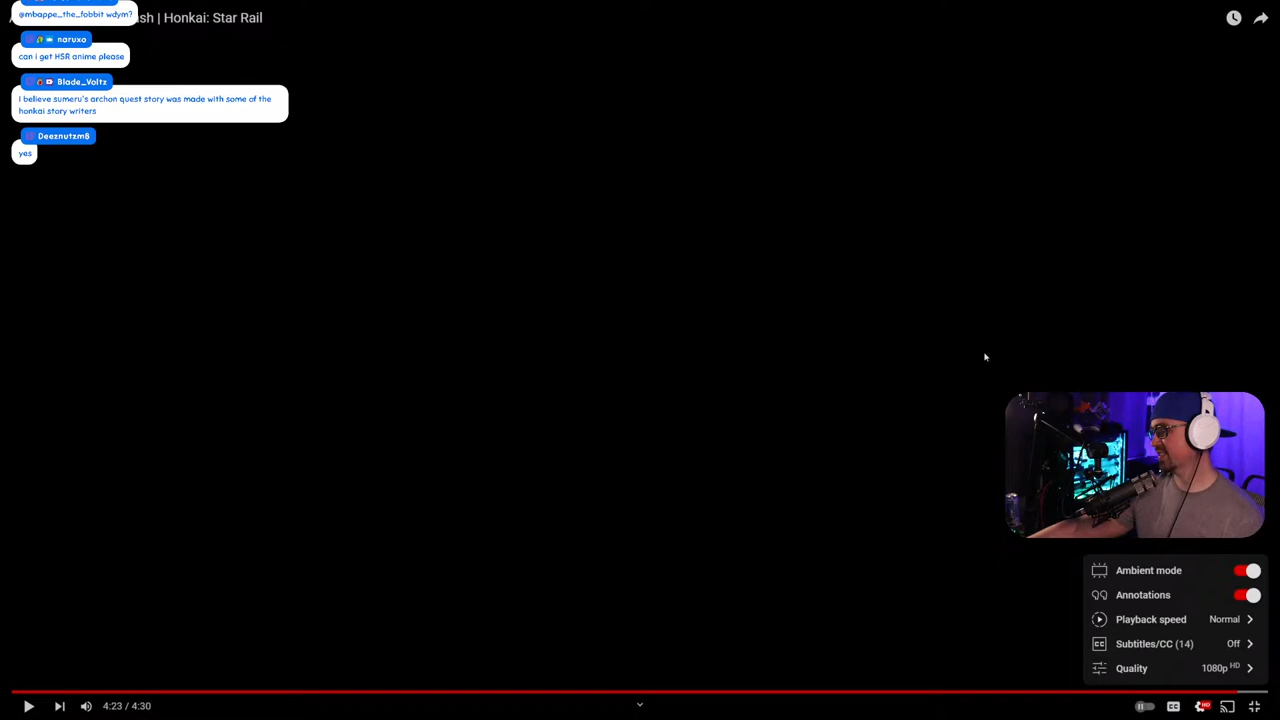 @mbappe_the_fobbit wdym?
sh | Honkai: Star Rail
naruxo
can i get HSR anime please
Blade_Voltz
I believe sumeru's archon quest story was made with some of the
honkai story writers
Deeznutzm8
yes
Ambient mode
Annotations
Playback speed Normal
Subtitles/CC (14) Off
Quality 1080p HD
4:23 / 4:30
CC
HD